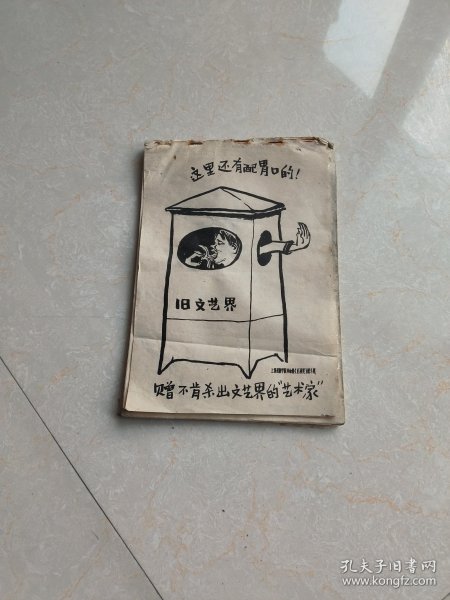 这里还有配胃口的！
旧文艺界
赠不肯杀出文艺界的"艺术家"
孔夫子旧书网
www.kongfz.com